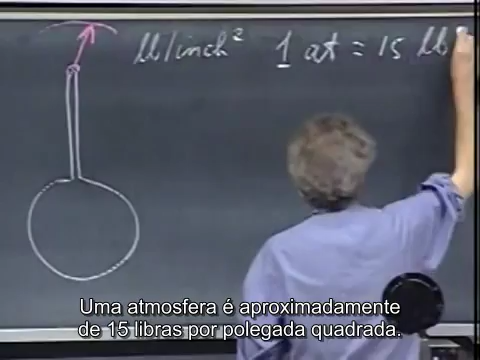 lb/inch² 1 at = 15 lb
Uma atmosfera é aproximadamente
de 15 libras por polegada quadrada.